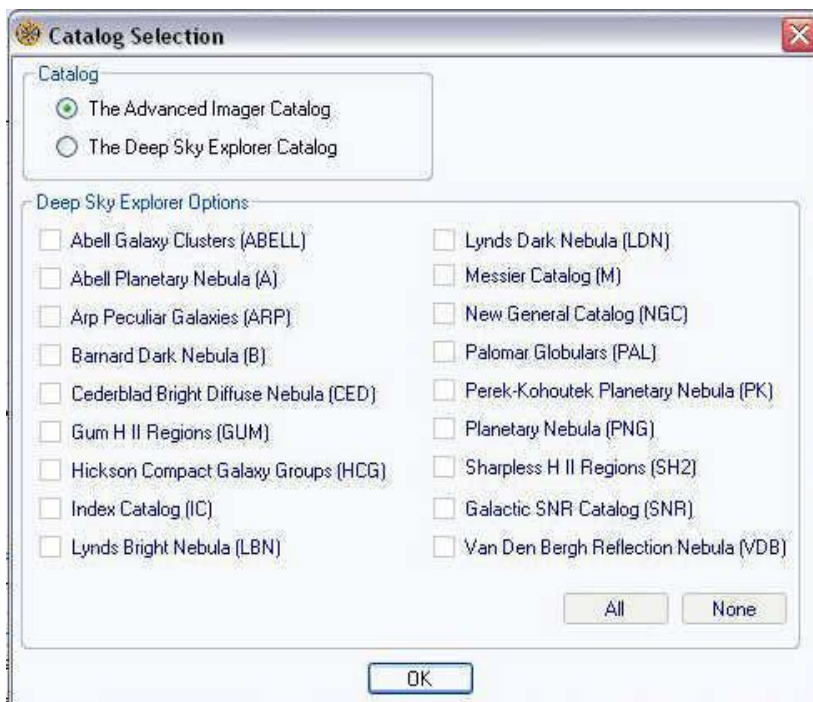 Catalog Selection
Catalog
The Advanced Imager Catalog
The Deep Sky Explorer Catalog
Deep Sky Explorer Options
Abell Galaxy Clusters (ABELL)
Abell Planetary Nebula (A)
Arp Peculiar Galaxies (ARP)
Barnard Dark Nebula (B)
Cederblad Bright Diffuse Nebula (CED)
Gum H II Regions (GUM)
Hickson Compact Galaxy Groups (HCG)
Index Catalog (IC)
Lynds Bright Nebula (LBN)
Lynds Dark Nebula (LDN)
Messier Catalog (M)
New General Catalog (NGC)
Palomar Globulars (PAL)
Perek-Kohoutek Planetary Nebula (PK)
Planetary Nebula (PNG)
Sharpless H II Regions (SH2)
Galactic SNR Catalog (SNR)
Van Den Bergh Reflection Nebula (VDB)
All
None
OK